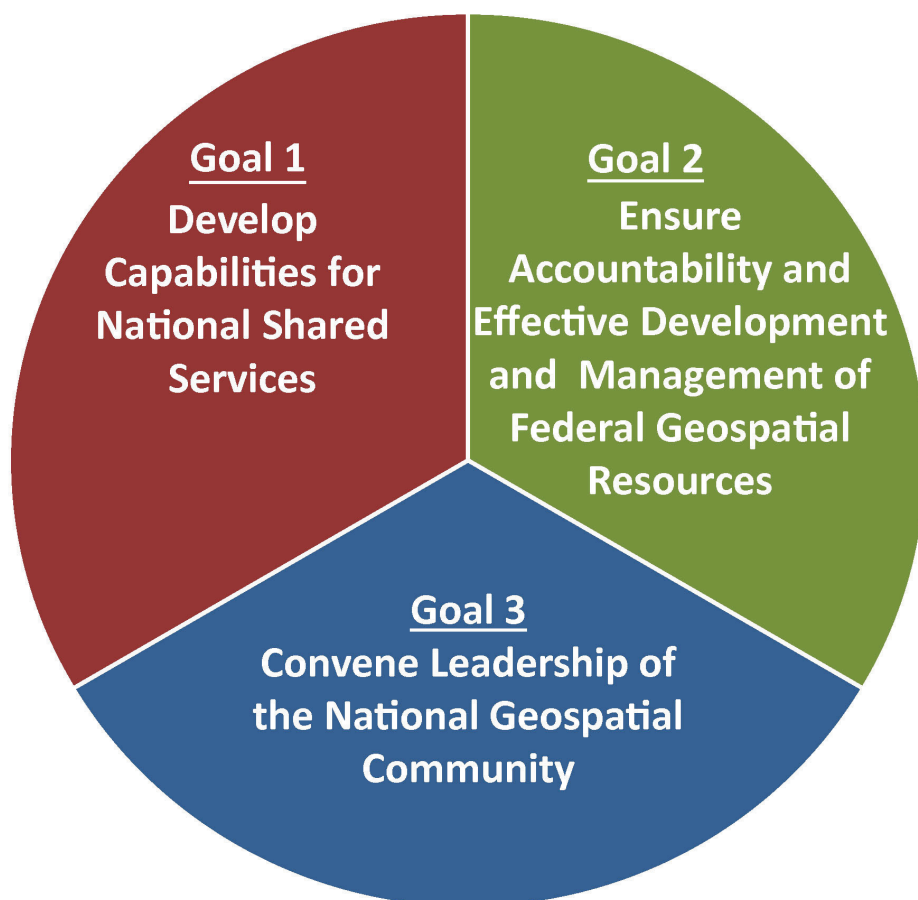 Goal 1
Develop
Capabilities for
National Shared
Services
Goal 2
Ensure
Accountability and
Effective Development
and  Management of
Federal Geospatial
Resources
Goal 3
Convene Leadership of
the National Geospatial
Community